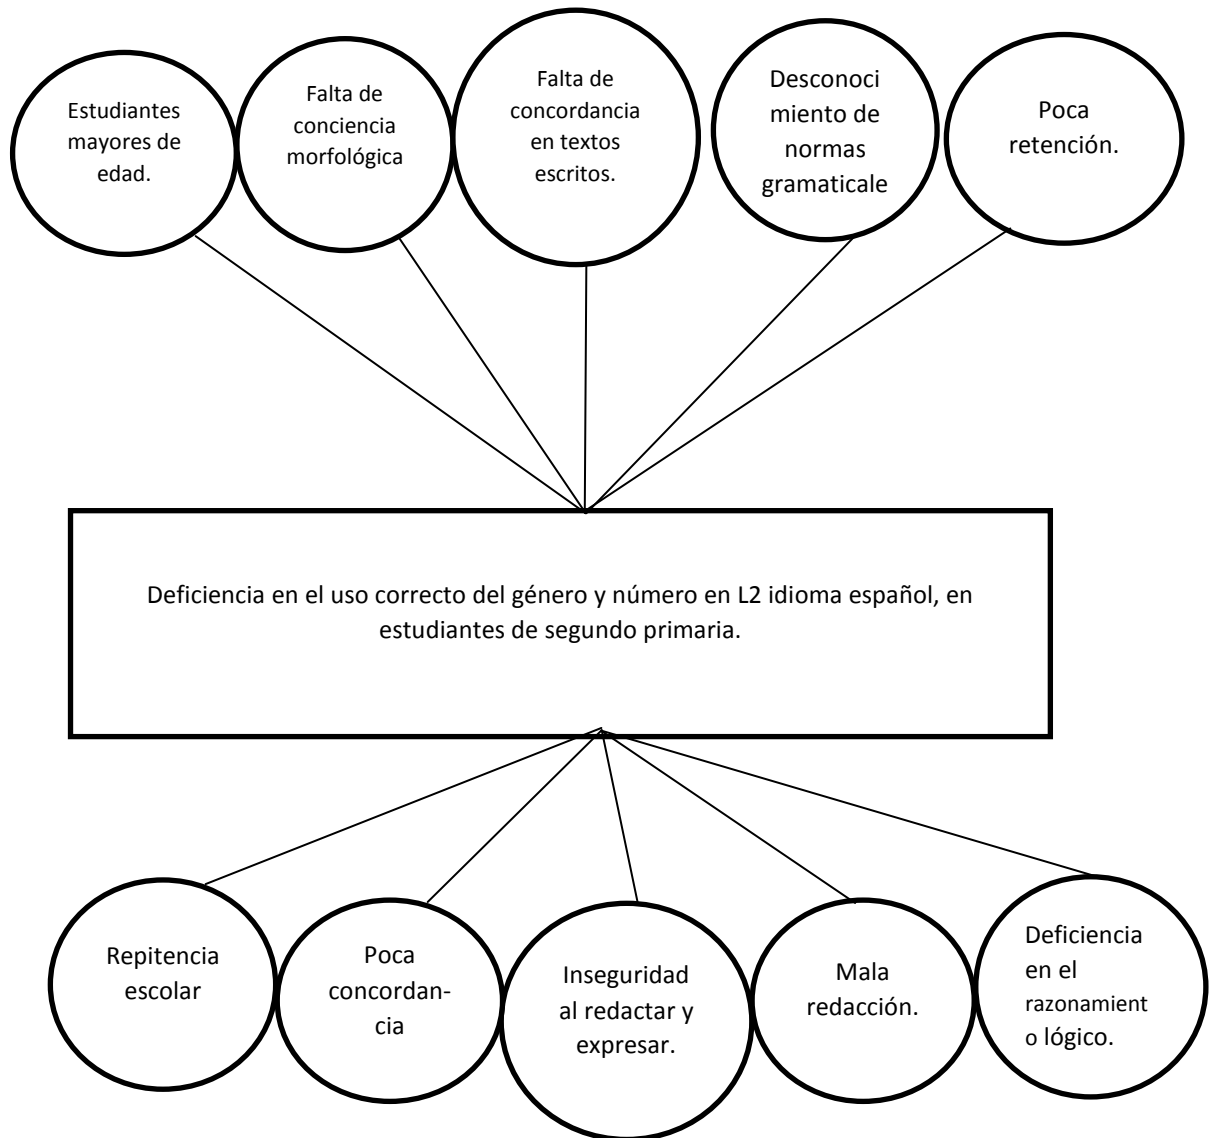 Estudiantes
mayores de
edad.
Falta de
conciencia
morfológica
Falta de
concordancia
en textos
escritos.
Desconoci
miento de
normas
gramaticale
Poca
retención.
Deficiencia en el uso correcto del género y número en L2 idioma español, en
estudiantes de segundo primaria.
Repitencia
escolar
Poca
concordan-
cia
Inseguridad
al redactar y
expresar.
Mala
redacción.
Deficiencia
en el
razonamient
o lógico.